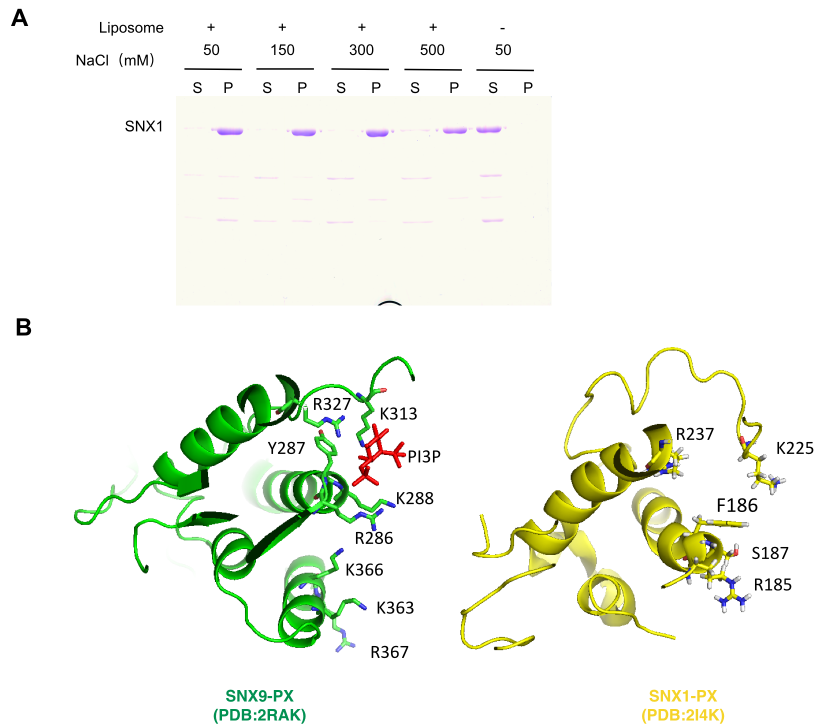 A
Liposome + + + + -
NaCl（mM） 50 150 300 500 50
S P S P S P S P S P
SNX1
B
R327
K313
Y287
PI3P
K288
R286
K366
K363
R367
R237
K225
F186
S187
R185
SNX9-PX
(PDB:2RAK)
SNX1-PX
(PDB:2I4K)